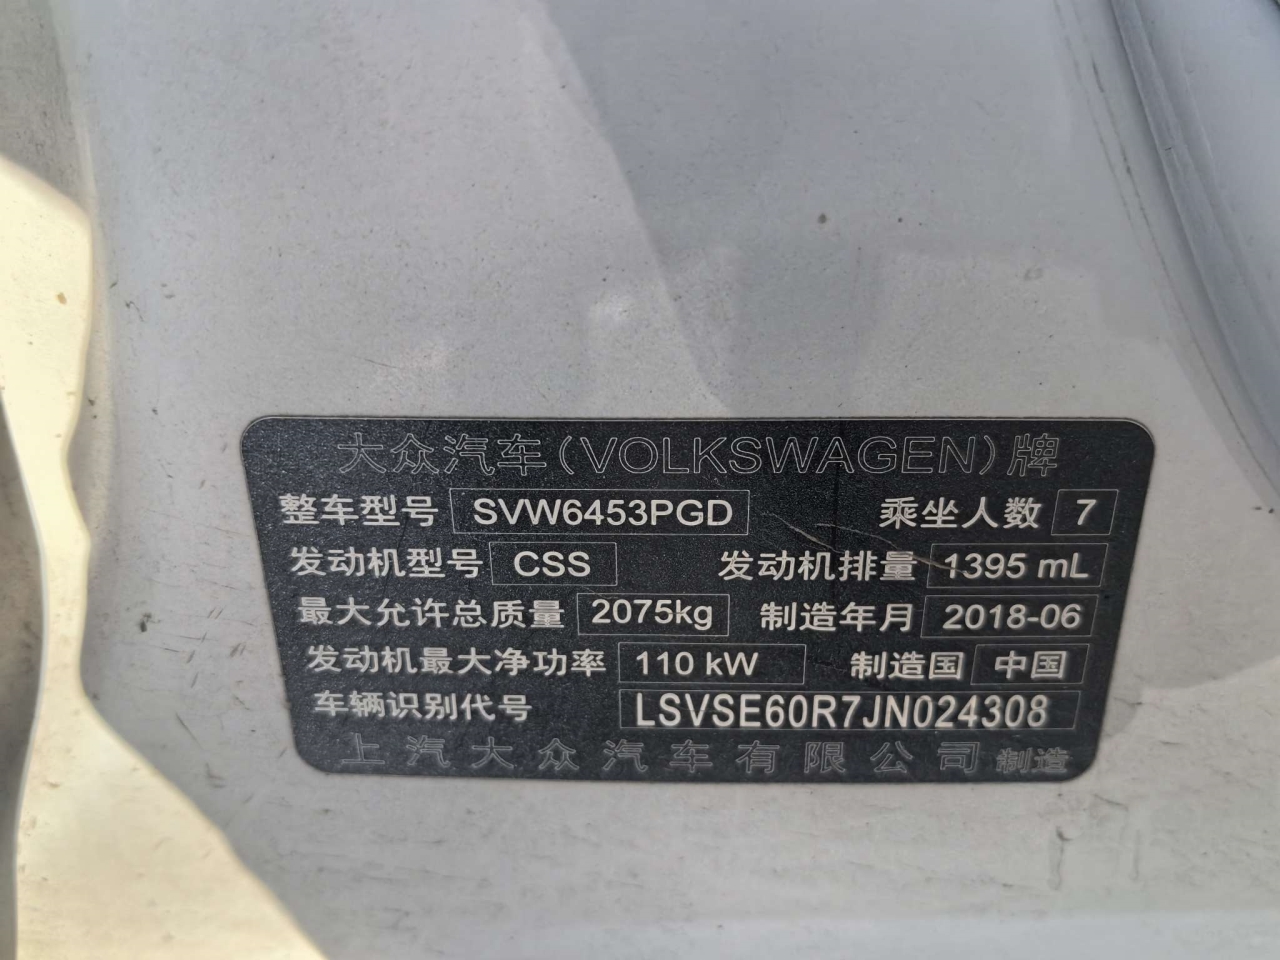 大众汽车(VOLKSWAGEN)牌
整车型号 SVW6453PGD 乘坐人数 7
发动机型号 CSS 发动机排量 1395 mL
最大允许总质量 2075kg 制造年月 2018-06
发动机最大净功率 110 kW 制造国 中国
车辆识别代号 LSVSE60R7JN024308
上汽大众汽车有限公司 制造